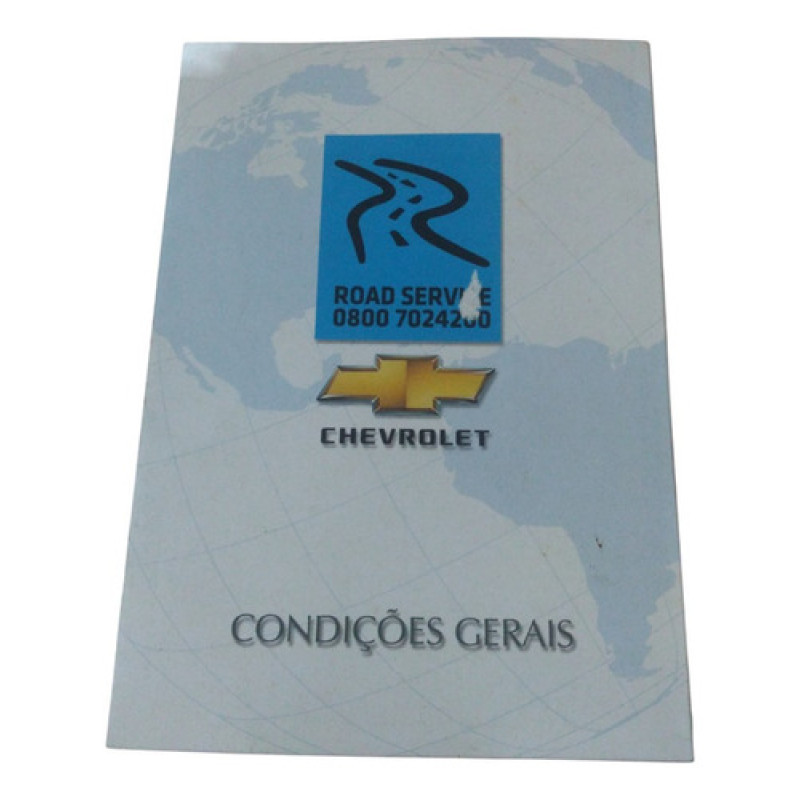 ROAD SERVICE
0800 7024200
CHEVROLET
CONDIÇÕES GERAIS